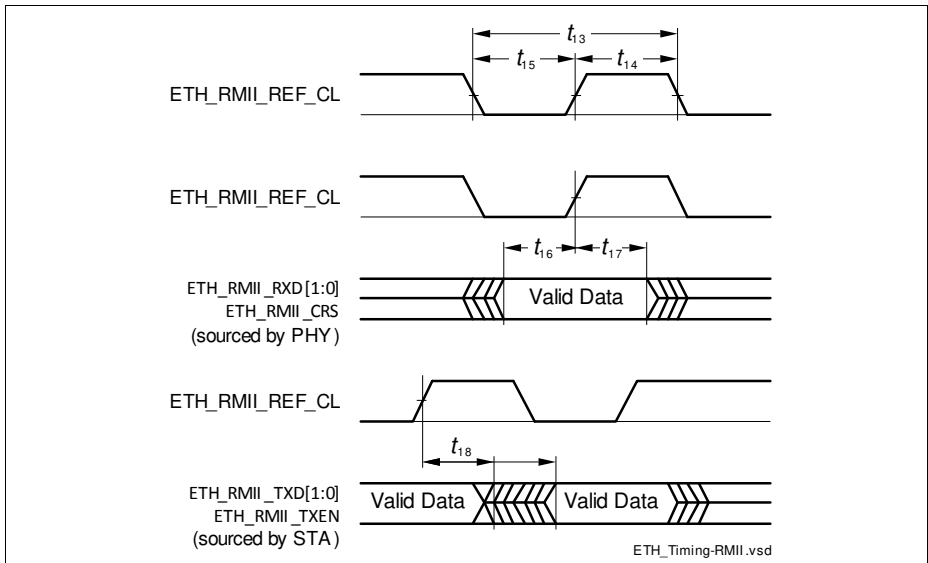 t13
t15 t14
ETH_RMII_REF_CL
ETH_RMII_REF_CL
t16 t17
ETH_RMII_RXD[1:0]
ETH_RMII_CRS
(sourced by PHY)
Valid Data
ETH_RMII_REF_CL
t18
ETH_RMII_TXD[1:0]
ETH_RMII_TXEN
(sourced by STA)
Valid Data Valid Data
ETH_Timing-RMII.vsd